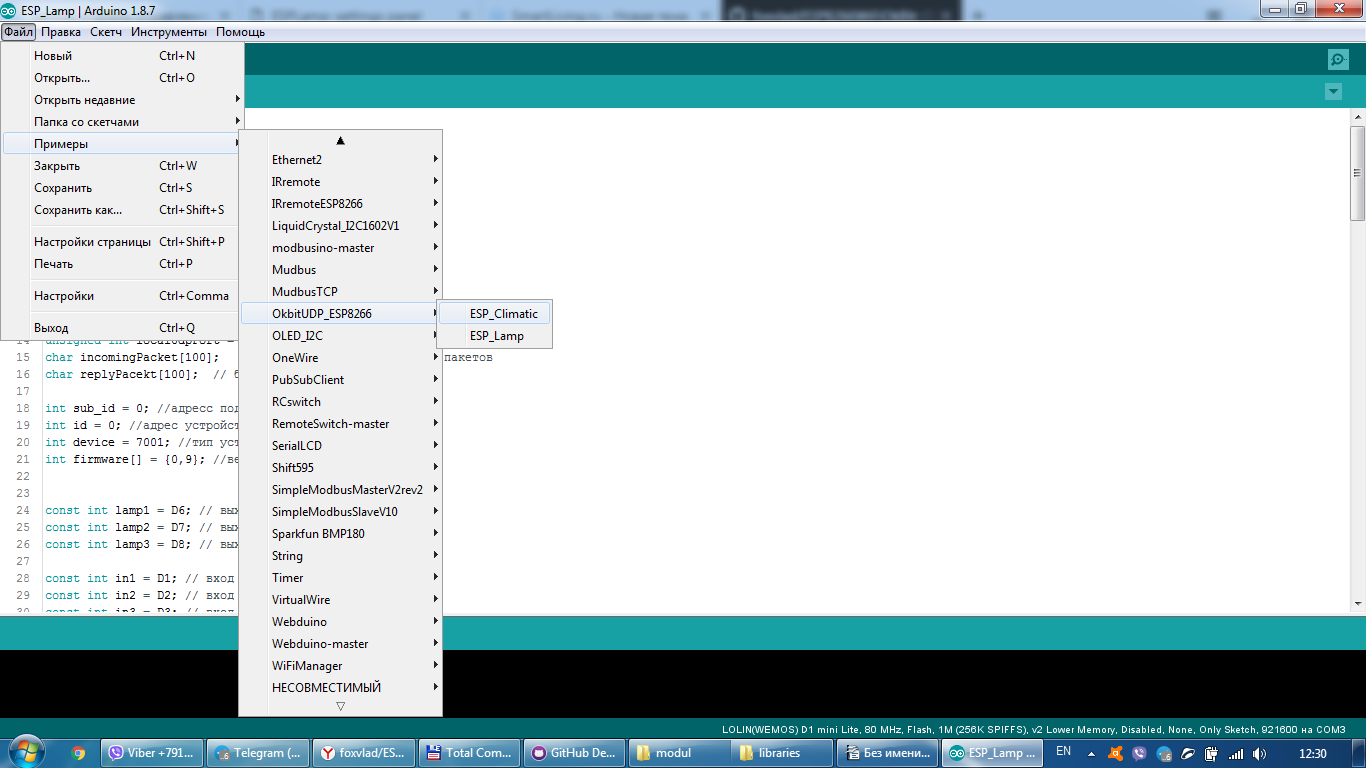 ESP_Lamp | Arduino 1.8.7
Файл Правка Скетч Инструменты Помощь
Новый Ctrl+N
Открыть... Ctrl+O
Открыть недавние
Папка со скетчами
Примеры
Закрыть Ctrl+W
Сохранить Ctrl+S
Сохранить как... Ctrl+Shift+S
Настройки страницы Ctrl+Shift+P
Печать Ctrl+P
Настройки Ctrl+Comma
Выход Ctrl+Q
Ethernet2
IRremote
IRremoteESP8266
LiquidCrystal_I2C1602V1
modbusino-master
Mudbus
MudbusTCP
OkbitUDP_ESP8266
OLED_I2C
OneWire
PubSubClient
RCswitch
RemoteSwitch-master
SerialLCD
Shift595
SimpleModbusMasterV2rev2
SimpleModbusSlaveV10
Sparkfun BMP180
String
Timer
VirtualWire
Webduino
Webduino-master
WiFiManager
НЕСОВМЕСТИМЫЙ
ESP_Climatic
ESP_Lamp
15 char incomingPacket[100]; пакетов
16 char replyPacekt[100]; //
17
18 int sub_id = 0; //адресс под
19 int id = 0; //адрес устройст
20 int device = 7001; //тип уст
21 int firmware[] = {0,9}; //ве
22
23
24 const int lamp1 = D6; // вых
25 const int lamp2 = D7; // вых
26 const int lamp3 = D8; // вых
27
28 const int in1 = D1; // вход
29 const int in2 = D2; // вход
30 const int in3 = D3; // вход
LOLIN(WEMOS) D1 mini Lite, 80 MHz, Flash, 1M (256K SPIFFS), v2 Lower Memory, Disabled, None, Only Sketch, 921600 на COM3
Viber +791...
Telegram (...
foxvlad/ES...
Total Com...
GitHub De...
modul
libraries
Без имени...
ESP_Lamp ...
EN
12:30